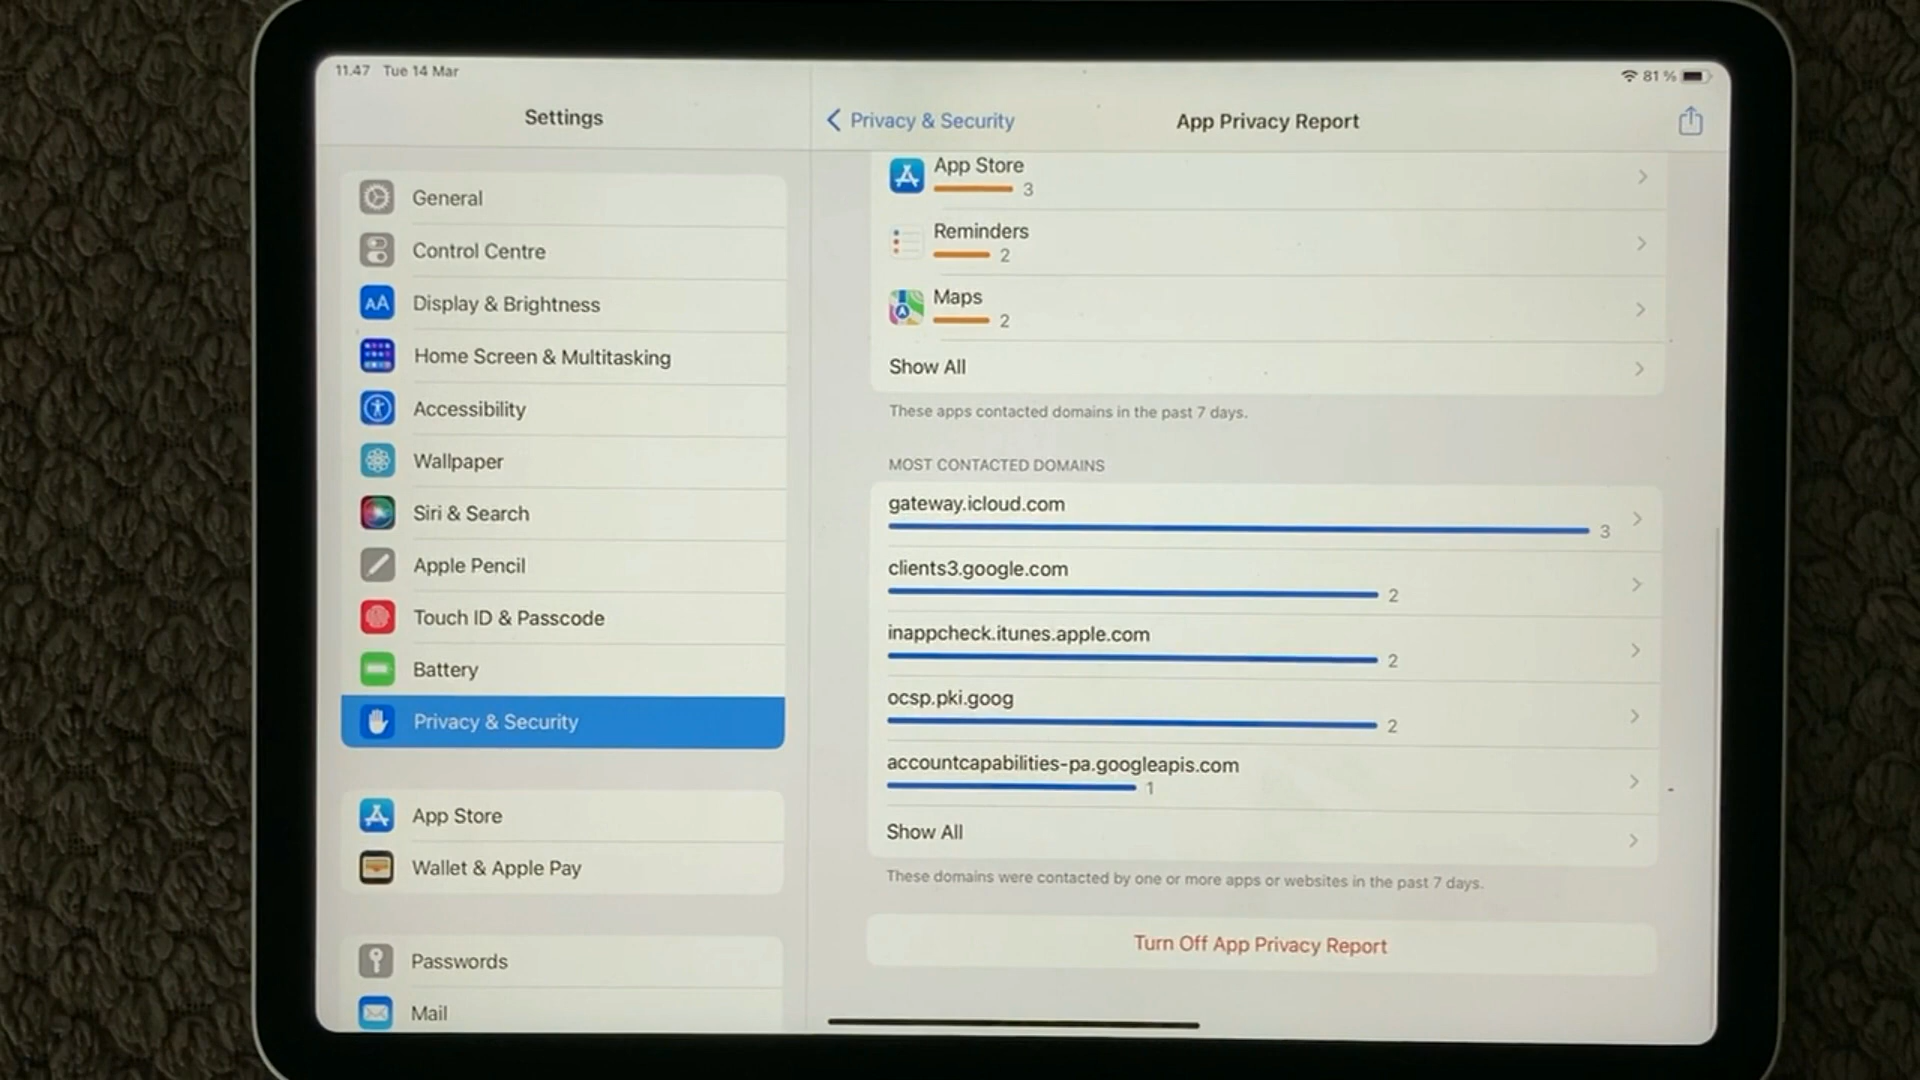 11.47 Tue 14 Mar
81 %
Settings
Privacy & Security
App Privacy Report
General
Control Centre
AA Display & Brightness
Home Screen & Multitasking
Accessibility
Wallpaper
Siri & Search
Apple Pencil
Touch ID & Passcode
Battery
Privacy & Security
App Store
Wallet & Apple Pay
Passwords
Mail
App Store
3
Reminders
2
Maps
2
Show All
These apps contacted domains in the past 7 days.
MOST CONTACTED DOMAINS
gateway.icloud.com
3
clients3.google.com
2
inappcheck.itunes.apple.com
2
ocsp.pki.goog
2
accountcapabilities-pa.googleapis.com
1
Show All
These domains were contacted by one or more apps or websites in the past 7 days.
Turn Off App Privacy Report